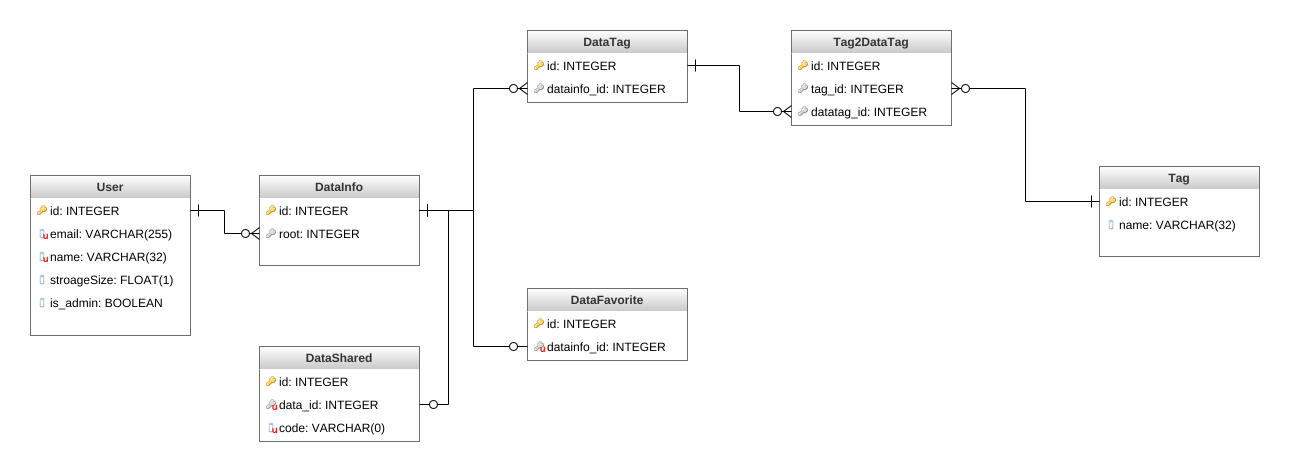 DataTag
id: INTEGER
datainfo_id: INTEGER
Tag2DataTag
id: INTEGER
tag_id: INTEGER
datatag_id: INTEGER
User
id: INTEGER
email: VARCHAR(255)
name: VARCHAR(32)
stroageSize: FLOAT(1)
is_admin: BOOLEAN
DataInfo
id: INTEGER
root: INTEGER
Tag
id: INTEGER
name: VARCHAR(32)
DataFavorite
id: INTEGER
datainfo_id: INTEGER
DataShared
id: INTEGER
data_id: INTEGER
code: VARCHAR(0)